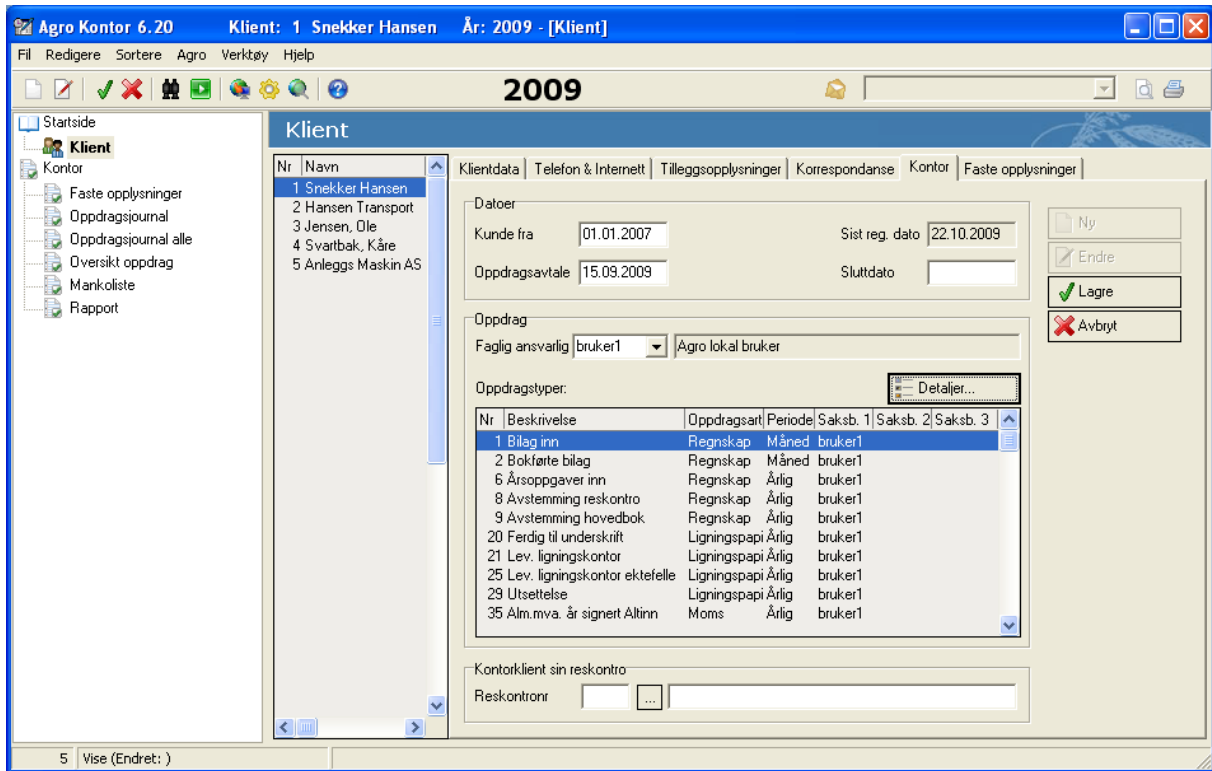 Agro Kontor 6.20 Klient: 1 Snekker Hansen År: 2009 - [Klient]
Fil Redigere Sortere Agro Verktøy Hjelp
2009
Startside
Klient
Kontor
Faste opplysninger
Oppdragsjournal
Oppdragsjournal alle
Oversikt oppdrag
Mankoliste
Rapport
Klient
Nr Navn
1 Snekker Hansen
2 Hansen Transport
3 Jensen, Ole
4 Svartbak, Kåre
5 Anleggs Maskin AS
Klientdata Telefon & Internett Tilleggsopplysninger Korrespondanse Kontor Faste opplysninger
Datoer
Kunde fra 01.01.2007 Sist reg. dato 22.10.2009
Oppdragsavtale 15.09.2009 Sluttdato
Oppdrag
Faglig ansvarlig bruker1 Agro lokal bruker
Oppdragstyper: Detaljer...
Nr Beskrivelse Oppdragsart Periode Saksb. 1 Saksb. 2 Saksb. 3
1 Bilag inn Regnskap Måned bruker1
2 Bokførte bilag Regnskap Måned bruker1
6 Årsoppgaver inn Regnskap Årlig bruker1
8 Avstemming reskontro Regnskap Årlig bruker1
9 Avstemming hovedbok Regnskap Årlig bruker1
20 Ferdig til underskrift Ligningspapi Årlig bruker1
21 Lev. ligningskontor Ligningspapi Årlig bruker1
25 Lev. ligningskontor ektefelle Ligningspapi Årlig bruker1
29 Utsettelse Ligningspapi Årlig bruker1
35 Alm.mva. år signert Altinn Moms Årlig bruker1
Kontorklient sin reskontro
Reskontronr ...
Ny
Endre
Lagre
Avbryt
5 Vise (Endret: )